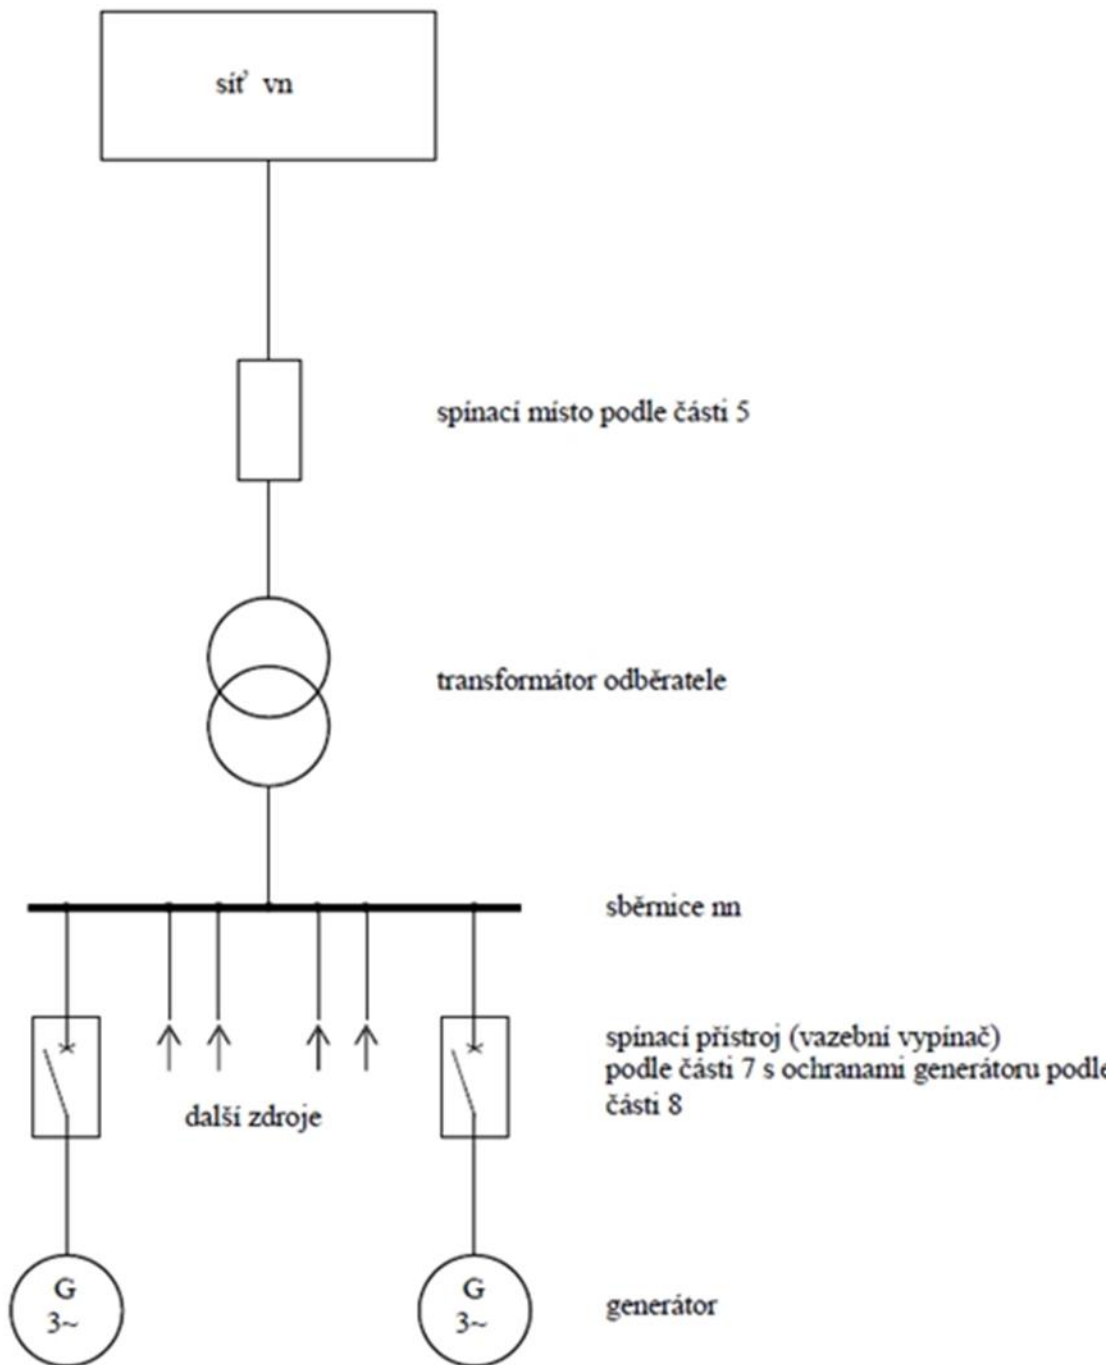 síť vn
spínací místo podle části 5
transformátor odběratele
sběrnice nn
spínací přístroj (vazební vypínač)
podle části 7 s ochranami generátoru podle
části 8
další zdroje
G
3~
G
3~
generátor